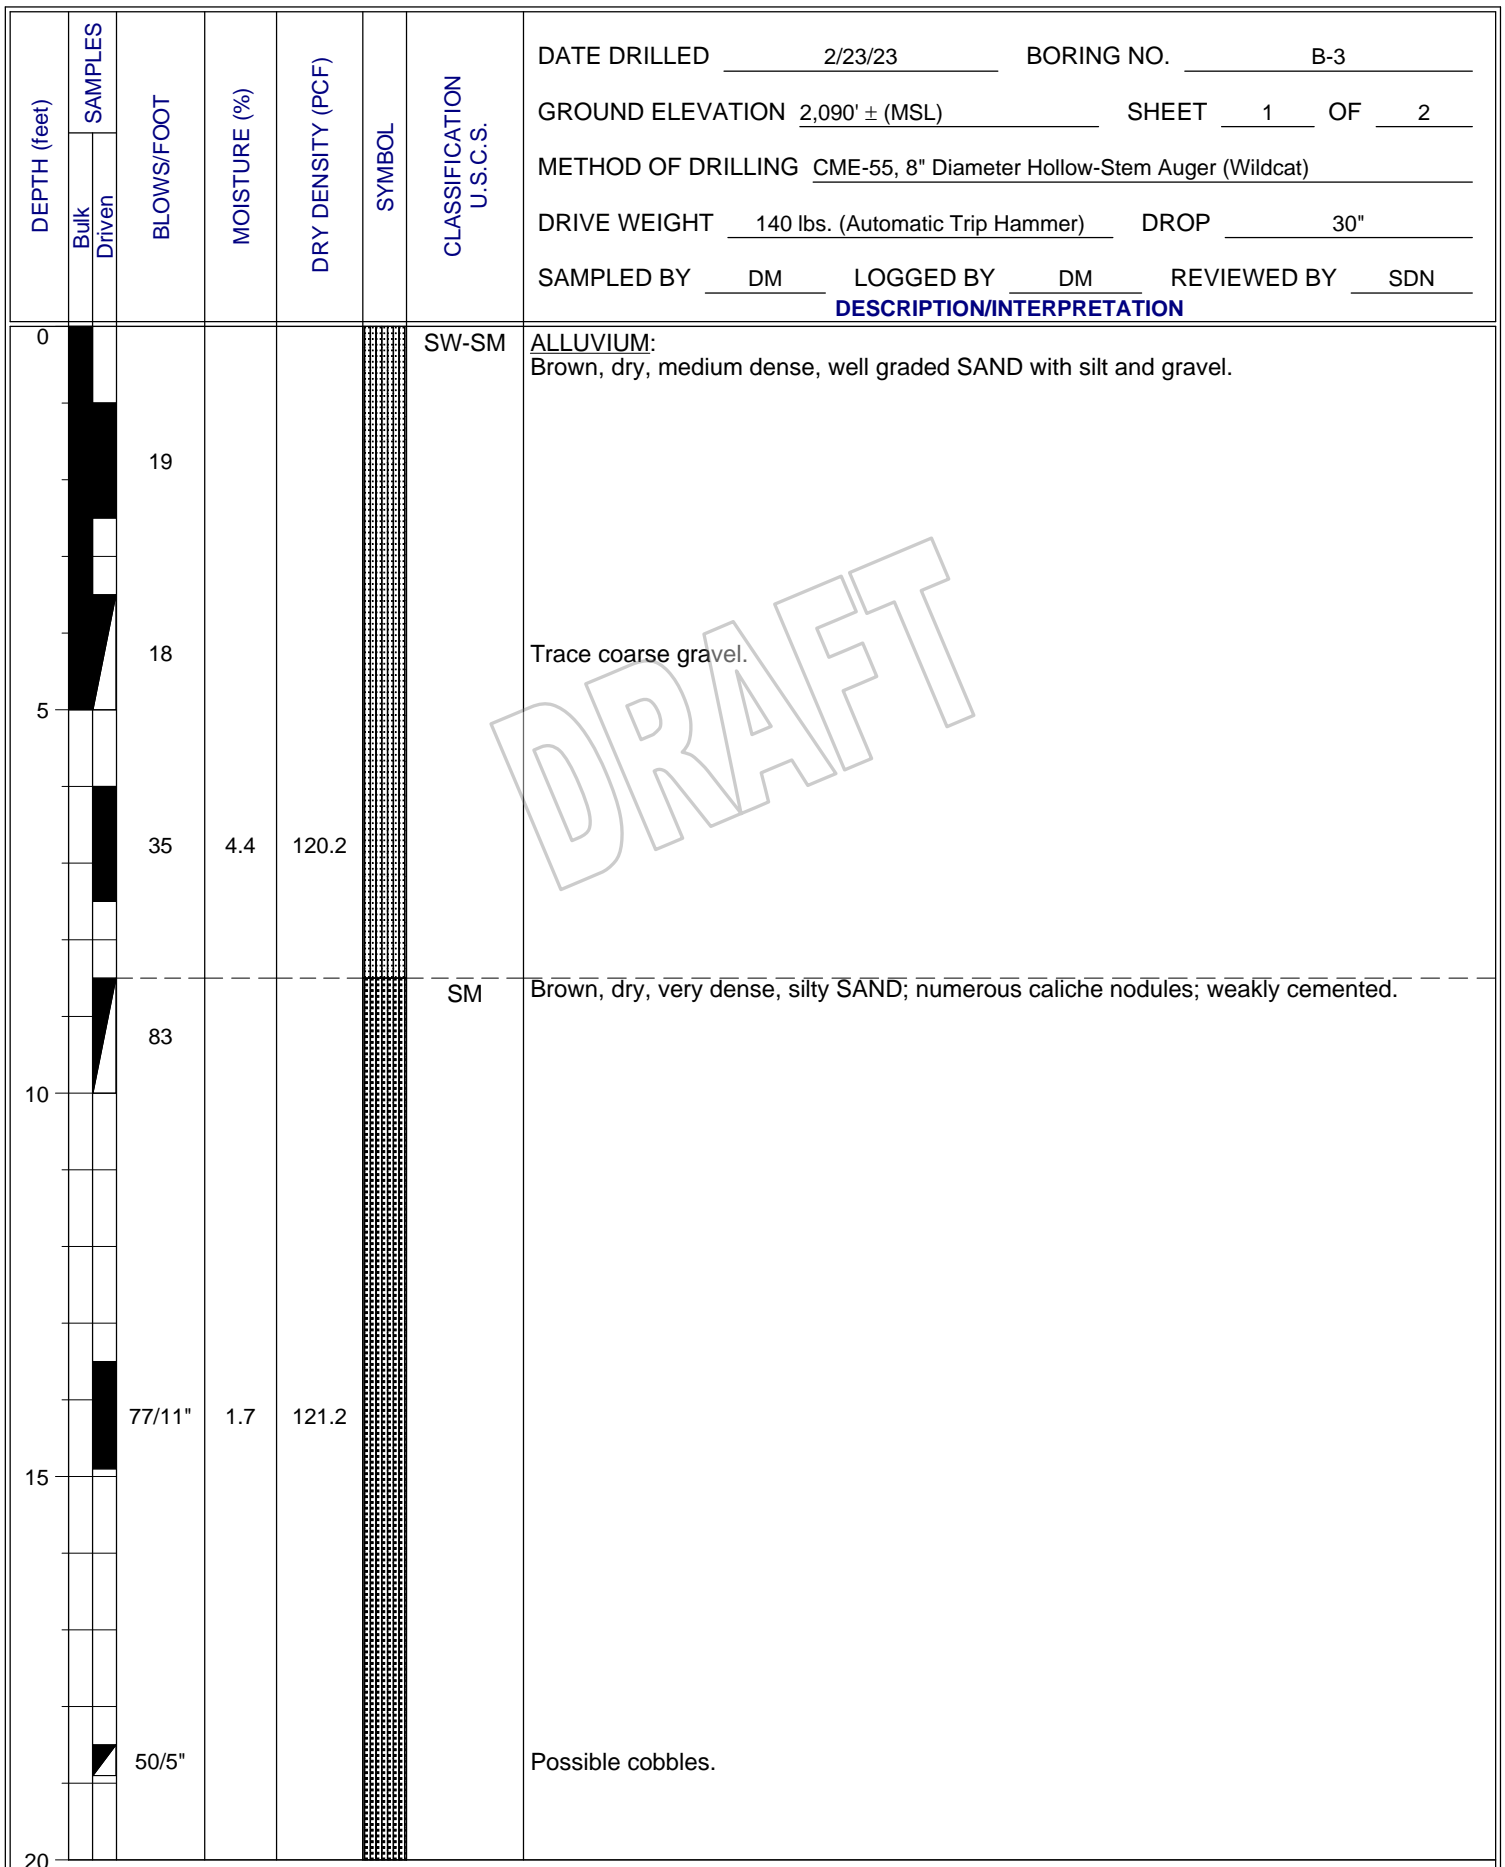 DEPTH (feet)
SAMPLES
Bulk
Driven
BLOWS/FOOT
MOISTURE (%)
DRY DENSITY (PCF)
SYMBOL
CLASSIFICATION
U.S.C.S.
DATE DRILLED 2/23/23 BORING NO. B-3
GROUND ELEVATION 2,090' ± (MSL) SHEET 1 OF 2
METHOD OF DRILLING CME-55, 8" Diameter Hollow-Stem Auger (Wildcat)
DRIVE WEIGHT 140 lbs. (Automatic Trip Hammer) DROP 30"
SAMPLED BY DM LOGGED BY DM REVIEWED BY SDN
DESCRIPTION/INTERPRETATION
0 SW-SM ALLUVIUM:
Brown, dry, medium dense, well graded SAND with silt and gravel.
19
18 Trace coarse gravel.
5
DRAFT
35 4.4 120.2
SM Brown, dry, very dense, silty SAND; numerous caliche nodules; weakly cemented.
83
10
77/11" 1.7 121.2
15
50/5" Possible cobbles.
20